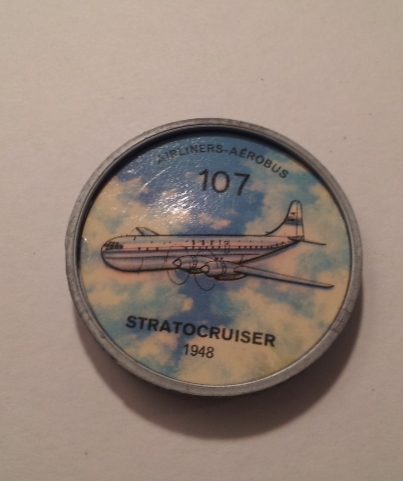 AIRLINERS-AÉROBUS
107
STRATOCRUISER
1948